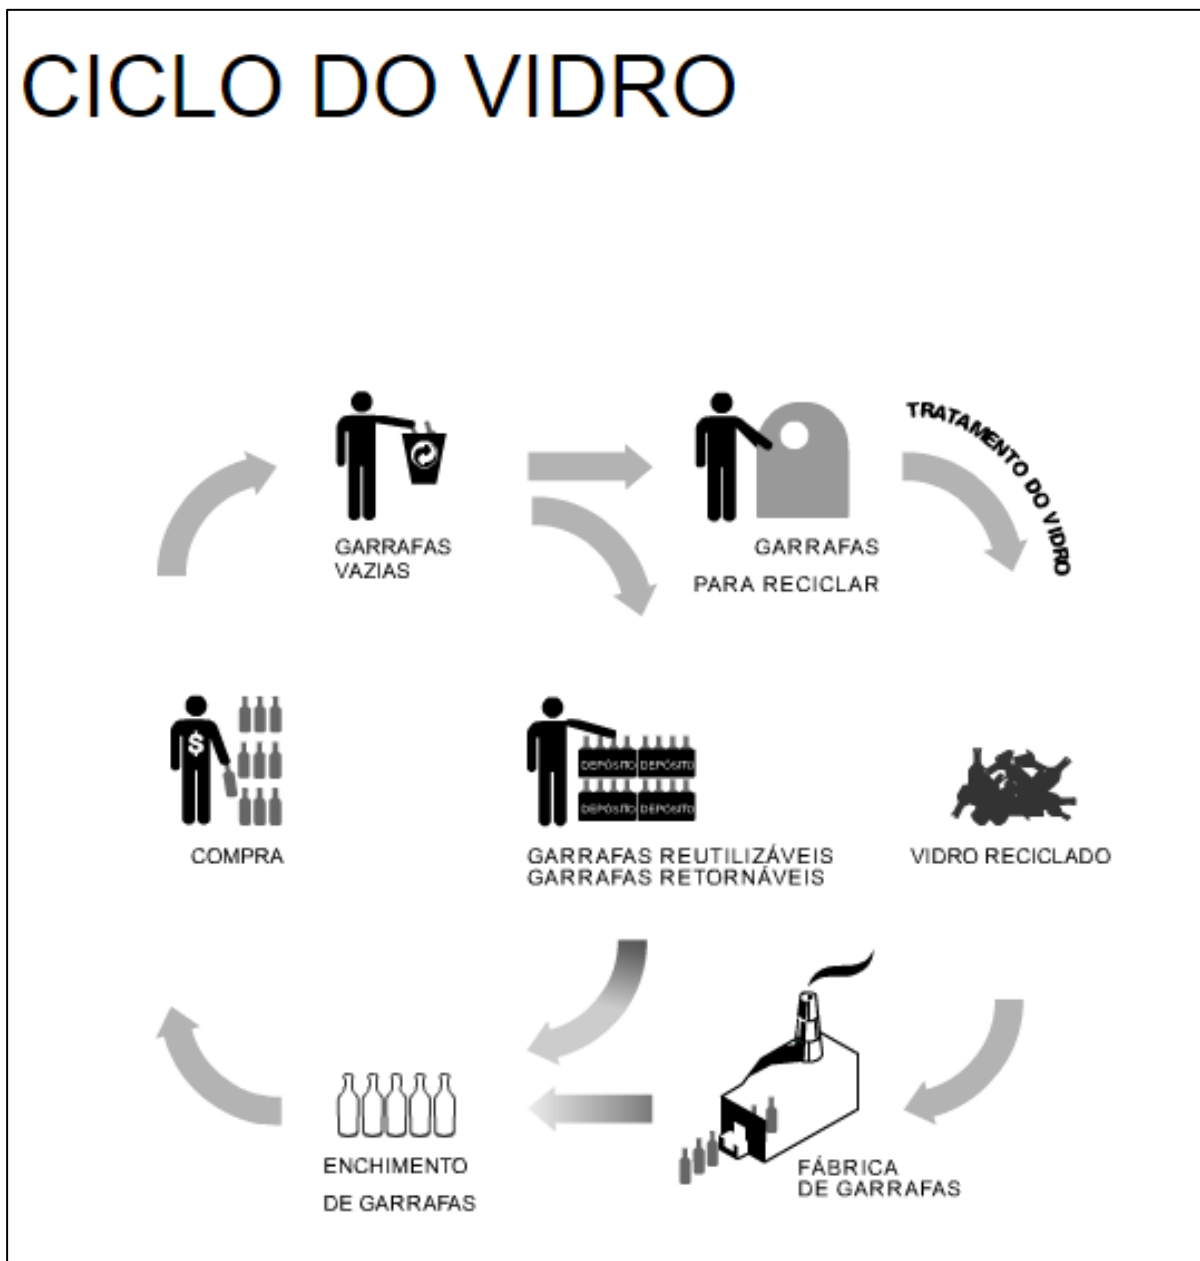 CICLO DO VIDRO
TRATAMENTO DO VIDRO
GARRAFAS
VAZIAS
GARRAFAS
PARA RECICLAR
$
COMPRA
DEPÓSITO DEPÓSITO
DEPÓSITO DEPÓSITO
GARRAFAS REUTILIZÁVEIS
GARRAFAS RETORNÁVEIS
VIDRO RECICLADO
ENCHIMENTO
DE GARRAFAS
FÁBRICA
DE GARRAFAS